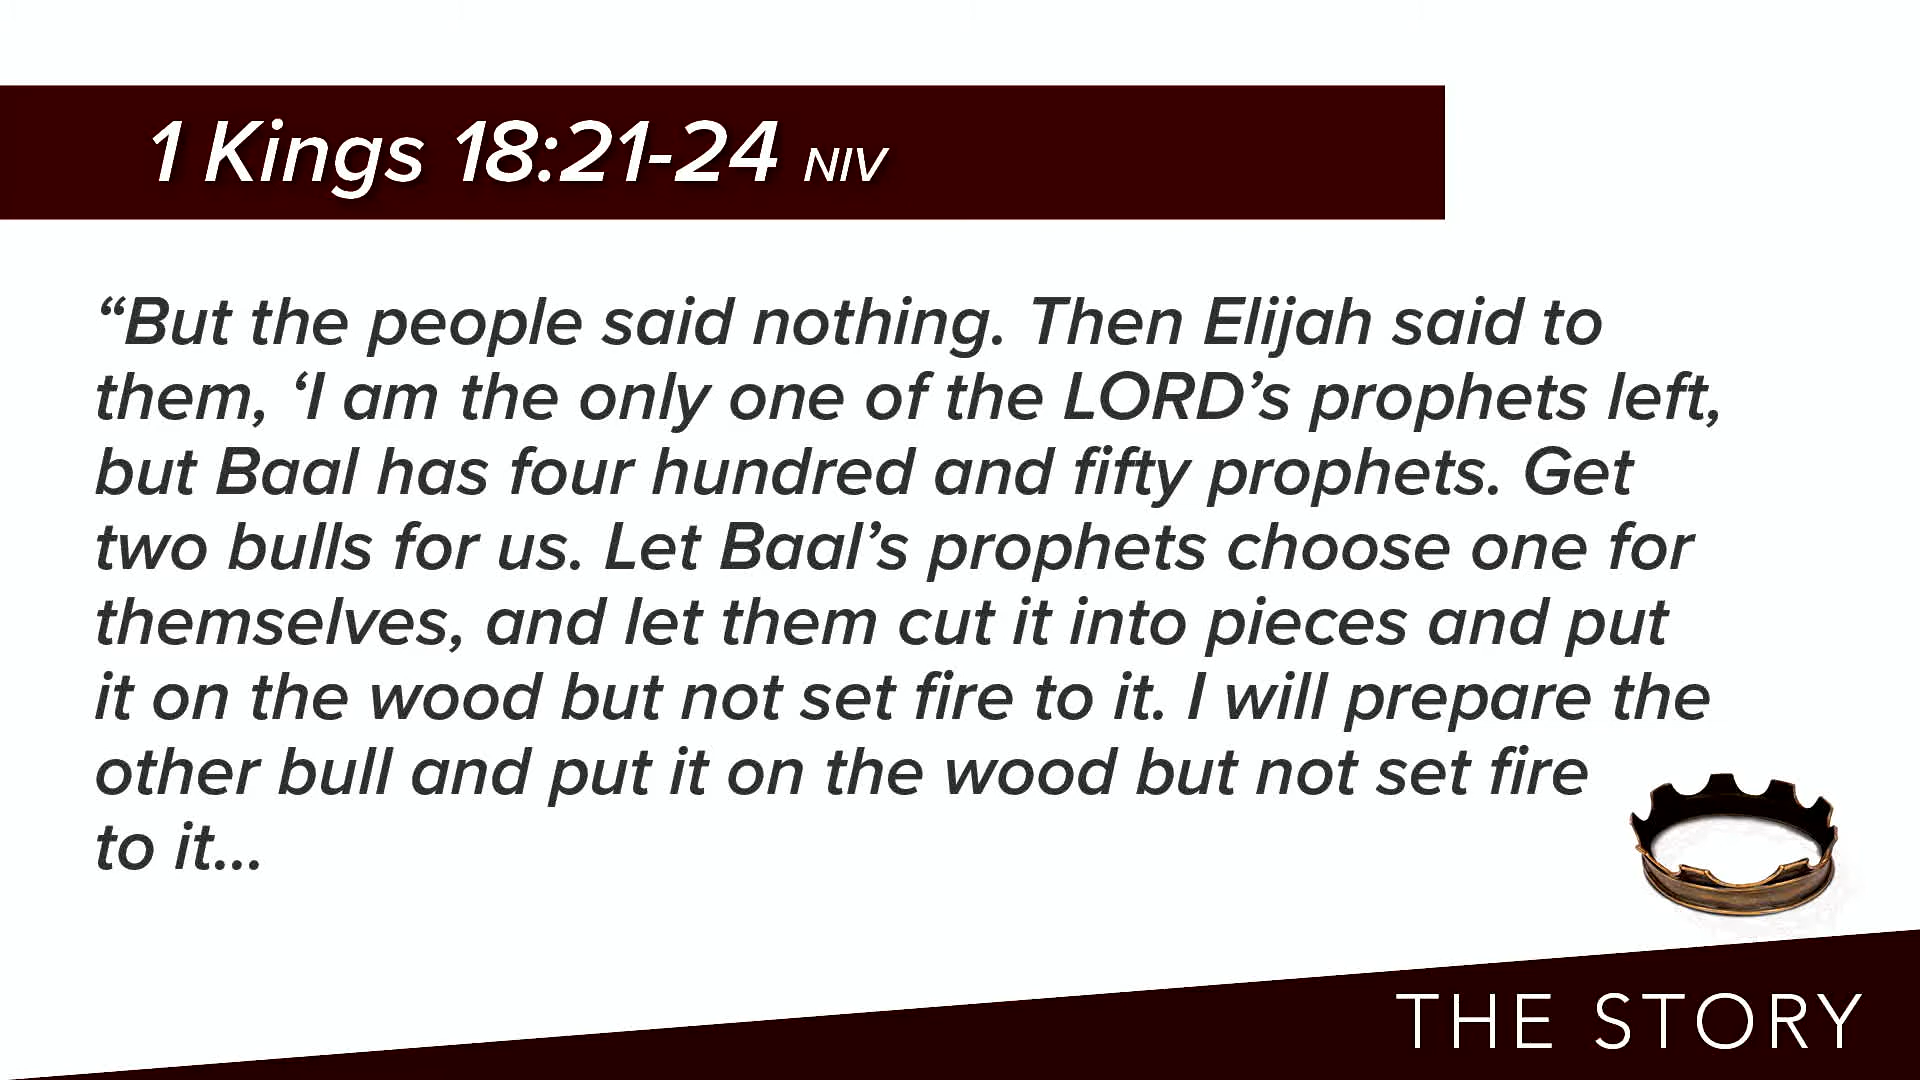 1 Kings 18:21-24 NIV
“But the people said nothing. Then Elijah said to
them, ‘I am the only one of the LORD’s prophets left,
but Baal has four hundred and fifty prophets. Get
two bulls for us. Let Baal’s prophets choose one for
themselves, and let them cut it into pieces and put
it on the wood but not set fire to it. I will prepare the
other bull and put it on the wood but not set fire
to it...
THE STORY